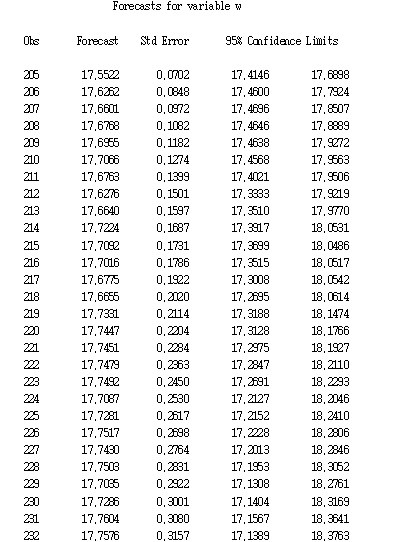 Forecasts for variable w
Obs Forecast Std Error 95% Confidence Limits
205 17.5522 0.0702 17.4146 17.6898
206 17.6262 0.0848 17.4600 17.7924
207 17.6601 0.0972 17.4696 17.8507
208 17.6768 0.1082 17.4646 17.8889
209 17.6955 0.1182 17.4638 17.9272
210 17.7066 0.1274 17.4568 17.9563
211 17.6763 0.1399 17.4021 17.9506
212 17.6276 0.1501 17.3333 17.9219
213 17.6640 0.1597 17.3510 17.9770
214 17.7224 0.1687 17.3917 18.0531
215 17.7092 0.1731 17.3699 18.0486
216 17.7016 0.1786 17.3515 18.0517
217 17.6775 0.1922 17.3008 18.0542
218 17.6655 0.2020 17.2695 18.0614
219 17.7331 0.2114 17.3188 18.1474
220 17.7447 0.2204 17.3128 18.1766
221 17.7451 0.2284 17.2975 18.1927
222 17.7479 0.2363 17.2847 18.2110
223 17.7492 0.2450 17.2691 18.2293
224 17.7087 0.2530 17.2127 18.2046
225 17.7281 0.2617 17.2152 18.2410
226 17.7517 0.2698 17.2228 18.2806
227 17.7430 0.2764 17.2013 18.2846
228 17.7503 0.2831 17.1953 18.3052
229 17.7035 0.2922 17.1308 18.2761
230 17.7286 0.3001 17.1404 18.3169
231 17.7604 0.3080 17.1567 18.3641
232 17.7576 0.3157 17.1389 18.3763